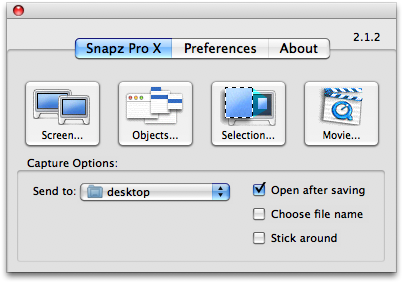 2.1.2
Snapz Pro X Preferences About
Screen... Objects... Selection... Movie...
Capture Options:
Send to: desktop Open after saving
Choose file name
Stick around